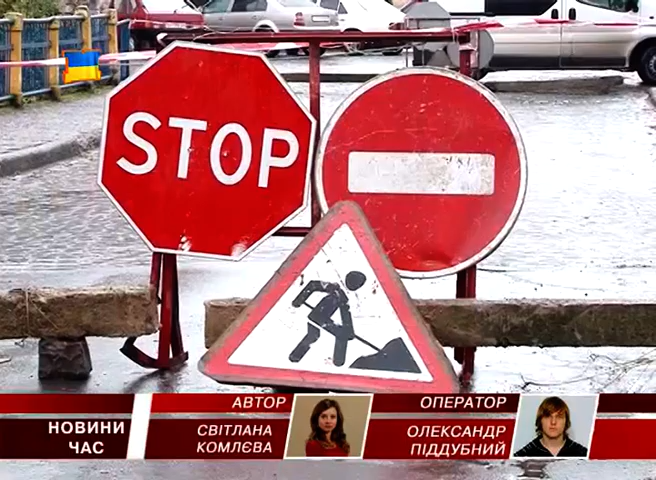 STOP
АВТОР
ОПЕРАТОР
НОВИНИ
ЧАС
СВІТЛАНА
КОМЛЄВА
ОЛЕКСАНДР
ПІДДУБНИЙ